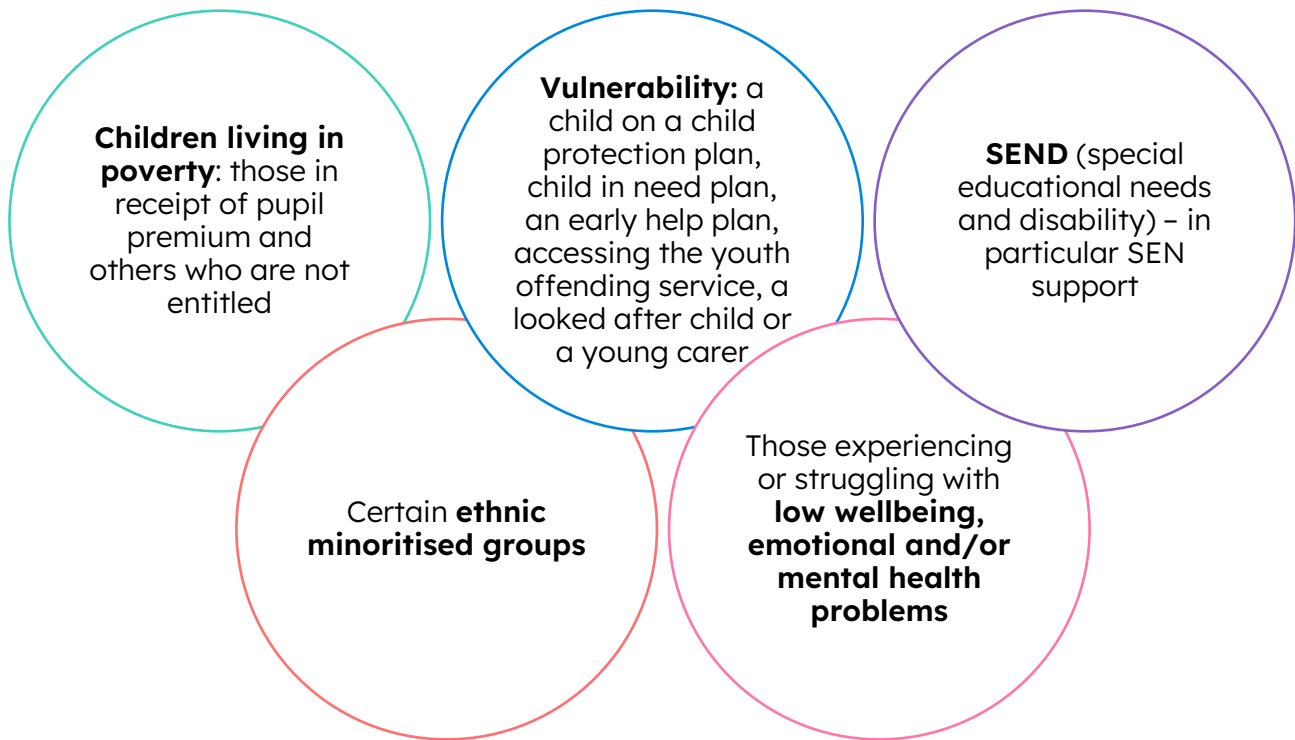 Children living in
poverty: those in
receipt of pupil
premium and
others who are not
entitled
Vulnerability: a
child on a child
protection plan,
child in need plan,
an early help plan,
accessing the youth
offending service, a
looked after child or
a young carer
SEND (special
educational needs
and disability) – in
particular SEN
support
Certain ethnic
minoritised groups
Those experiencing
or struggling with
low wellbeing,
emotional and/or
mental health
problems